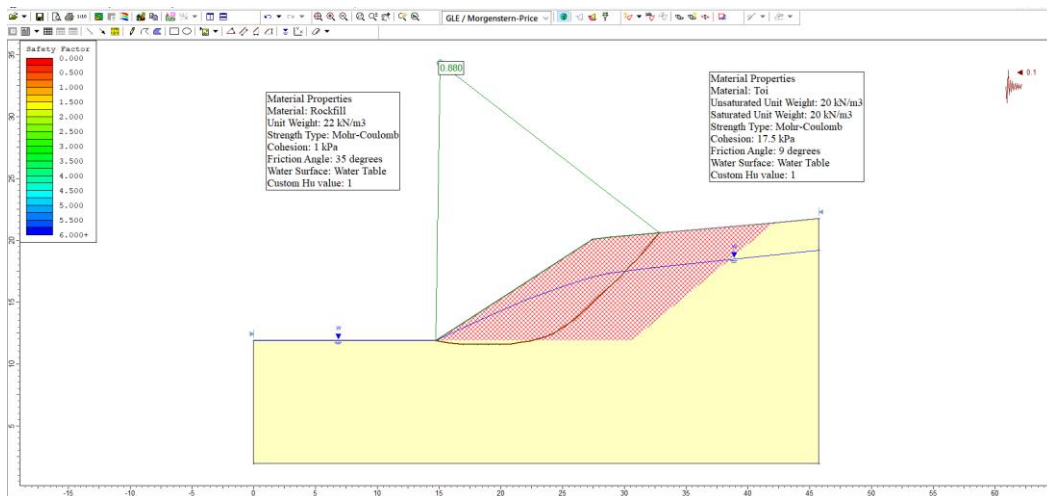 GLE / Morgenstern-Price
Safety Factor
0.000
0.500
1.000
1.500
2.000
2.500
3.000
3.500
4.000
4.500
5.000
5.500
6.000+
0.880
Material Properties
Material: Rockfill
Unit Weight: 22 kN/m3
Strength Type: Mohr-Coulomb
Cohesion: 1 kPa
Friction Angle: 35 degrees
Water Surface: Water Table
Custom Hu value: 1
Material Properties
Material: Toi
Unsaturated Unit Weight: 20 kN/m3
Saturated Unit Weight: 20 kN/m3
Strength Type: Mohr-Coulomb
Cohesion: 17.5 kPa
Friction Angle: 9 degrees
Water Surface: Water Table
Custom Hu value: 1
0.1
W
W
35
30
25
20
15
10
5
-15 -10 -5 0 5 10 15 20 25 30 35 40 45 50 55 60